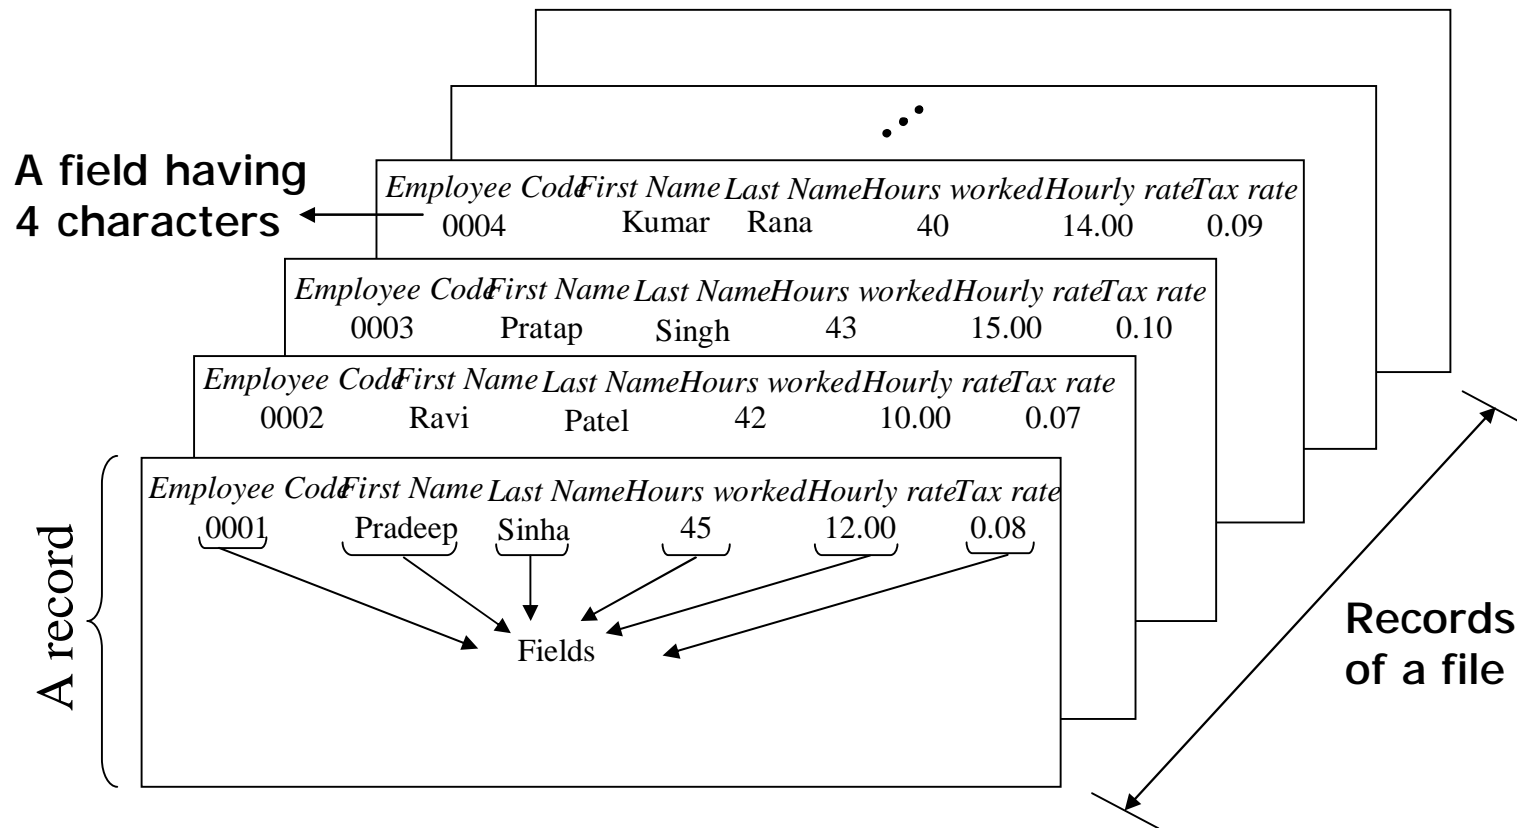 A field having
4 characters
Employee Code First Name Last Name Hours worked Hourly rate Tax rate
0004 Kumar Rana 40 14.00 0.09
Employee Code First Name Last Name Hours worked Hourly rate Tax rate
0003 Pratap Singh 43 15.00 0.10
Employee Code First Name Last Name Hours worked Hourly rate Tax rate
0002 Ravi Patel 42 10.00 0.07
Employee Code First Name Last Name Hours worked Hourly rate Tax rate
0001 Pradeep Sinha 45 12.00 0.08
Fields
A record
Records
of a file